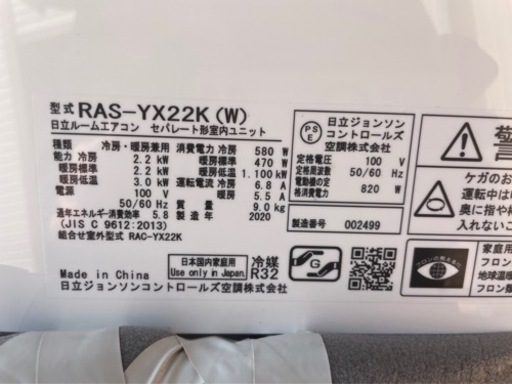 型式 RAS-YX22K (W)
日立ルームエアコン セパレート形室内ユニット
種類 冷房・暖房兼用
能力 冷房 2.2 kW
暖房標準 2.2 kW
暖房低温 3.0 kW
電源 100 V
50/60 Hz
通年エネルギー消費効率 5.8
(JIS C 9612:2013)
組合せ室外型式 RAC-YX22K
消費電力 冷房 580 W
暖房標準 470 W
暖房低温 1.100 kW
運転電流 冷房 6.8 A
暖房 5.5 A
質量 9.0 kg
製造年 2020
Made in China
日立ジョンソンコントロールズ空調株式会社
日本国内家庭用
Use only in Japan
冷媒
R32
G
PS
E
日立ジョンソン
コントロールズ
空調株式会社
定格電圧 100 V
定格周波数 50/60 Hz
電動機の定格消費電力 820 W
製造番号 002499
警
ケガのお
運転中は
奥に指や
入れないこ
家庭用
フロン
地球温暖
フロン類